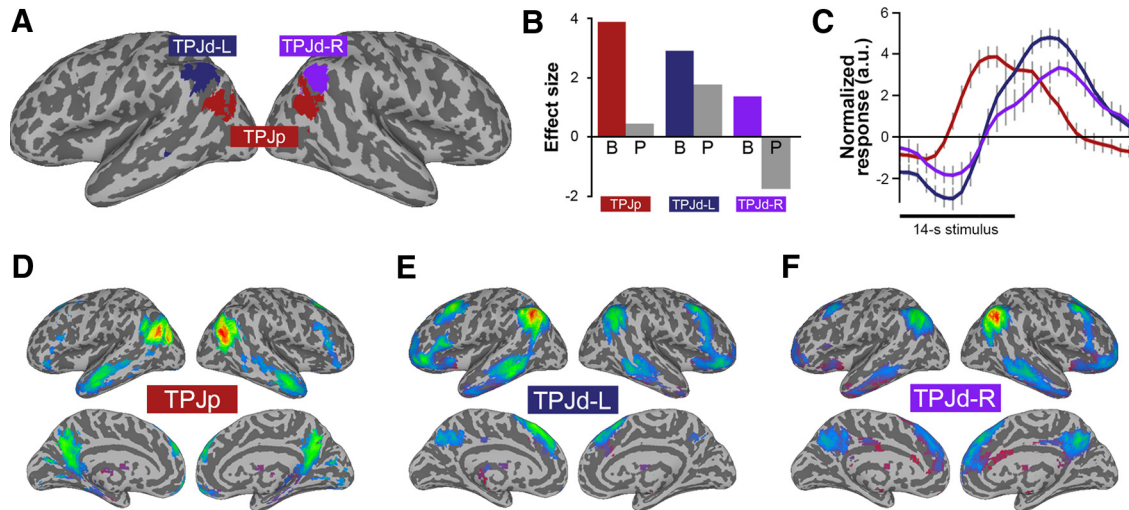 A
TPJd-L
TPJd-R
TPJp
B
Effect size
4
2
0
-2
B P B P B P
TPJp TPJd-L TPJd-R
C
Normalized
response (a.u.)
6
4
2
0
-2
14-s stimulus
D
TPJp
E
TPJd-L
F
TPJd-R